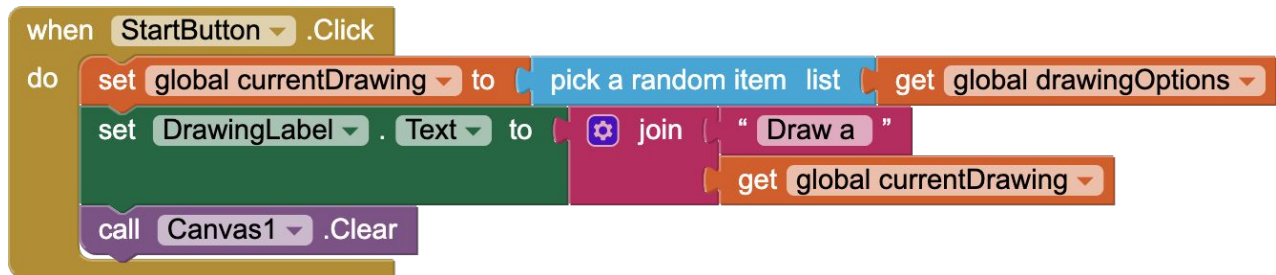 when StartButton .Click
do set global currentDrawing to pick a random item list get global drawingOptions
set DrawingLabel . Text to join " Draw a "
get global currentDrawing
call Canvas1 .Clear